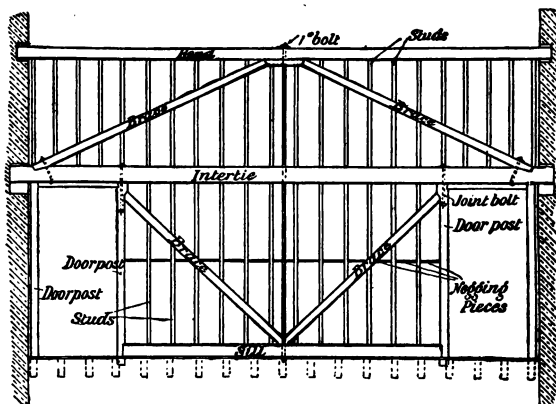 1" bolt
Studs
Head
Brace
Brace
Intertie
Joint bolt
Door post
Brace
Brace
Doorpost
Doorpost
Nogging
Pieces
Studs
Sill